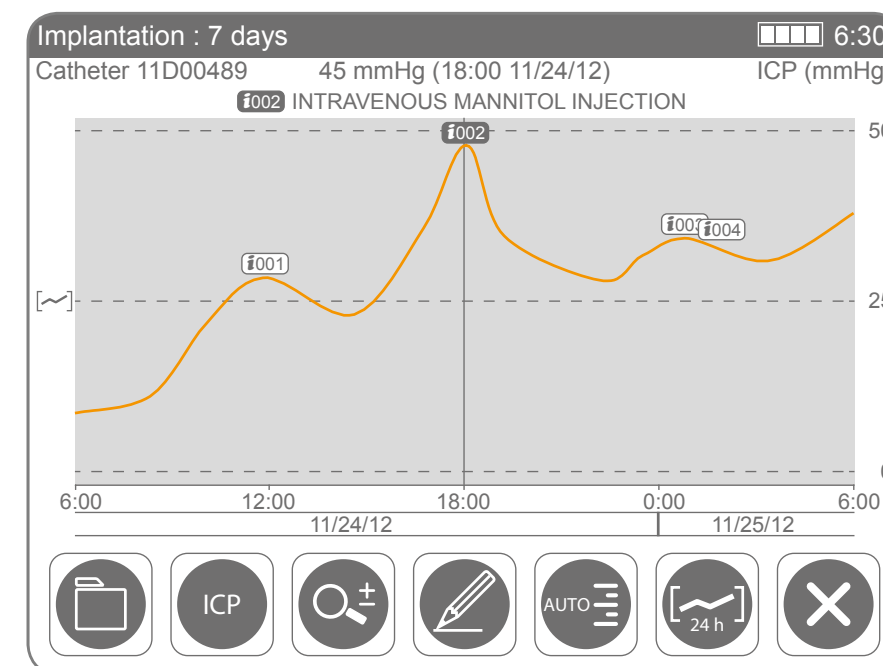 Implantation : 7 days 6:30
Catheter 11D00489 45 mmHg (18:00 11/24/12) ICP (mmHg
i002 INTRAVENOUS MANNITOL INJECTION
i002
i003 i004
i001
25
6:00 12:00 18:00 0:00 6:00
11/24/12 11/25/12
ICP AUTO
24 h